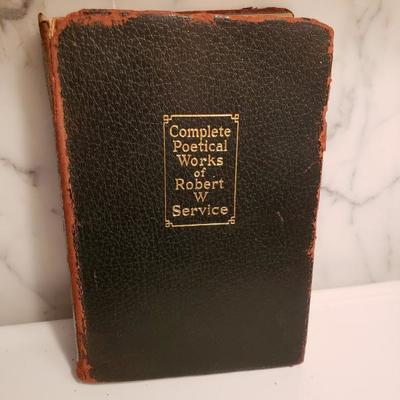 Complete
Poetical
Works
of
Robert
W
Service